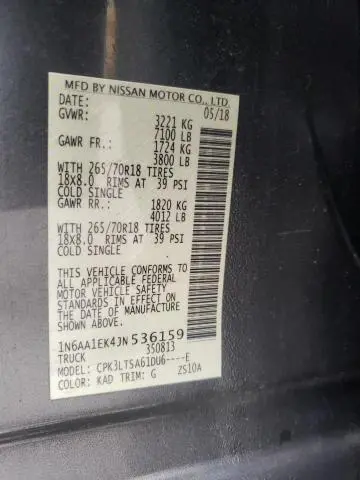 MFD BY NISSAN MOTOR CO., LTD.
DATE: 05/18
GVWR: 3221 KG
7100 LB
GAWR FR.: 1724 KG
3800 LB
WITH 265/70R18 TIRES
18X8.0 RIMS AT 39 PSI
COLD SINGLE
GAWR RR.: 1820 KG
4012 LB
WITH 265/70R18 TIRES
18X8.0 RIMS AT 39 PSI
COLD SINGLE
THIS VEHICLE CONFORMS TO
ALL APPLICABLE FEDERAL
MOTOR VEHICLE SAFETY
STANDARDS IN EFFECT ON
THE DATE OF MANUFACTURE
SHOWN ABOVE.
1N6AA1EK4JN536159
TRUCK 350813
MODEL: CPK3LTSA61DU6----E
COLOR: KAD TRIM: G ZS10A